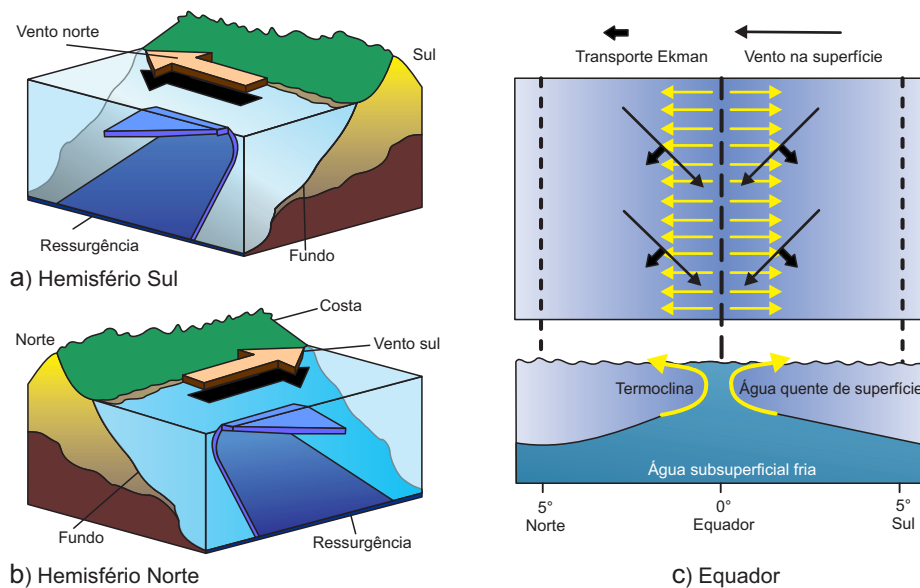 Vento norte
Sul
Ressurgência
Fundo
a) Hemisfério Sul
Costa
Norte
Vento sul
Fundo
Ressurgência
b) Hemisfério Norte
Transporte Ekman
Vento na superfície
Termoclina
Água quente de superfície
Água subsuperficial fria
5°
0°
5°
Norte
Equador
Sul
c) Equador